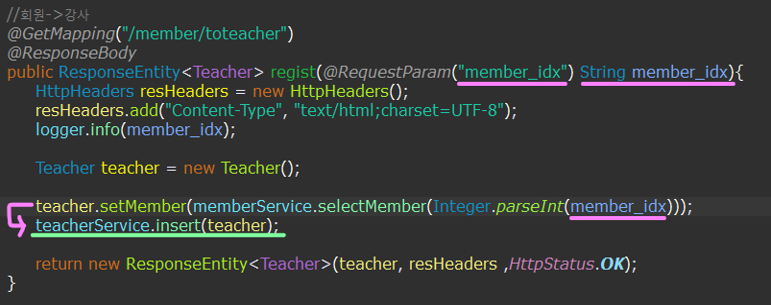 //회원->강사
@GetMapping("/member/toteacher")
@ResponseBody
public ResponseEntity<Teacher> regist(@RequestParam("member_idx") String member_idx){
HttpHeaders resHeaders = new HttpHeaders();
resHeaders.add("Content-Type", "text/html;charset=UTF-8");
logger.info(member_idx);
Teacher teacher = new Teacher();
teacher.setMember(memberService.selectMember(Integer.parseInt(member_idx)));
teacherService.insert(teacher);
return new ResponseEntity<Teacher>(teacher, resHeaders ,HttpStatus.OK);
}